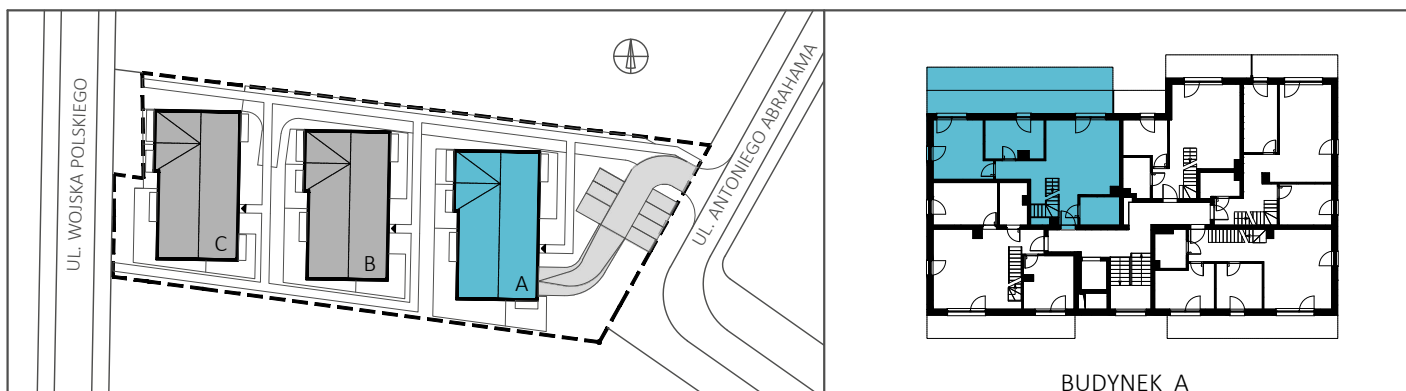 UL. WOJSKA POLSKIEGO
C
B
A
UL. ANTONIEGO ABRAHAMA
BUDYNEK A